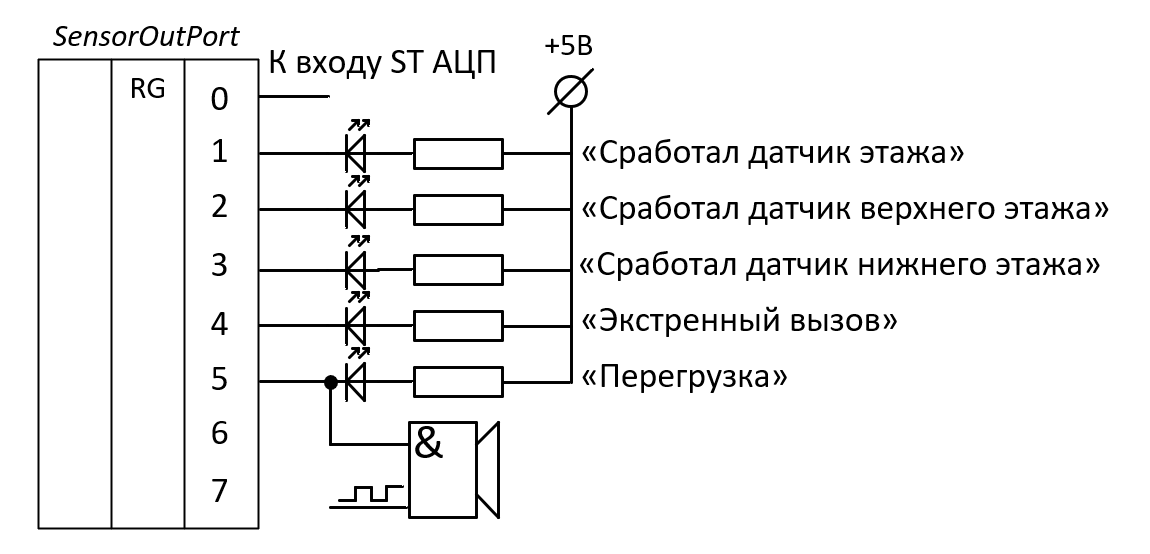 SensorOutPort
К входу ST АЦП
+5В
RG
0
1
«Сработал датчик этажа»
2
«Сработал датчик верхнего этажа»
3
«Сработал датчик нижнего этажа»
4
«Экстренный вызов»
5
«Перегрузка»
6
&
7